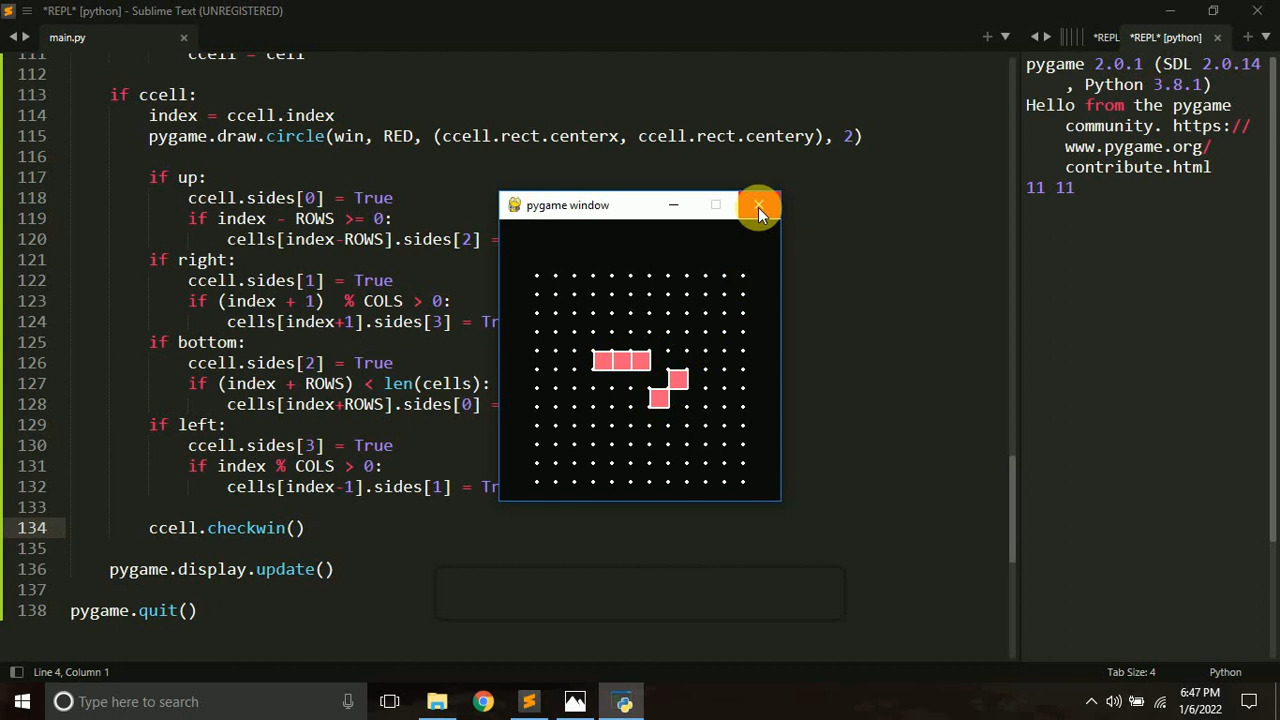 *REPL* [python] - Sublime Text (UNREGISTERED)
main.py
*REPL
*REPL* [python]
111 ccell = cell
112
113 if ccell:
114 index = ccell.index
115 pygame.draw.circle(win, RED, (ccell.rect.centerx, ccell.rect.centery), 2)
116
117 if up:
118 ccell.sides[0] = True
119 if index - ROWS >= 0:
120 cells[index-ROWS].sides[2] =
121 if right:
122 ccell.sides[1] = True
123 if (index + 1)  % COLS > 0:
124 cells[index+1].sides[3] = Tr
125 if bottom:
126 ccell.sides[2] = True
127 if (index + ROWS) < len(cells):
128 cells[index+ROWS].sides[0] =
129 if left:
130 ccell.sides[3] = True
131 if index % COLS > 0:
132 cells[index-1].sides[1] = Tr
133
134 ccell.checkwin()
135
136 pygame.display.update()
137
138 pygame.quit()
pygame window
pygame 2.0.1 (SDL 2.0.14
, Python 3.8.1)
Hello from the pygame
community. https://
www.pygame.org/
contribute.html
11 11
Line 4, Column 1
Tab Size: 4
Python
Type here to search
6:47 PM
1/6/2022